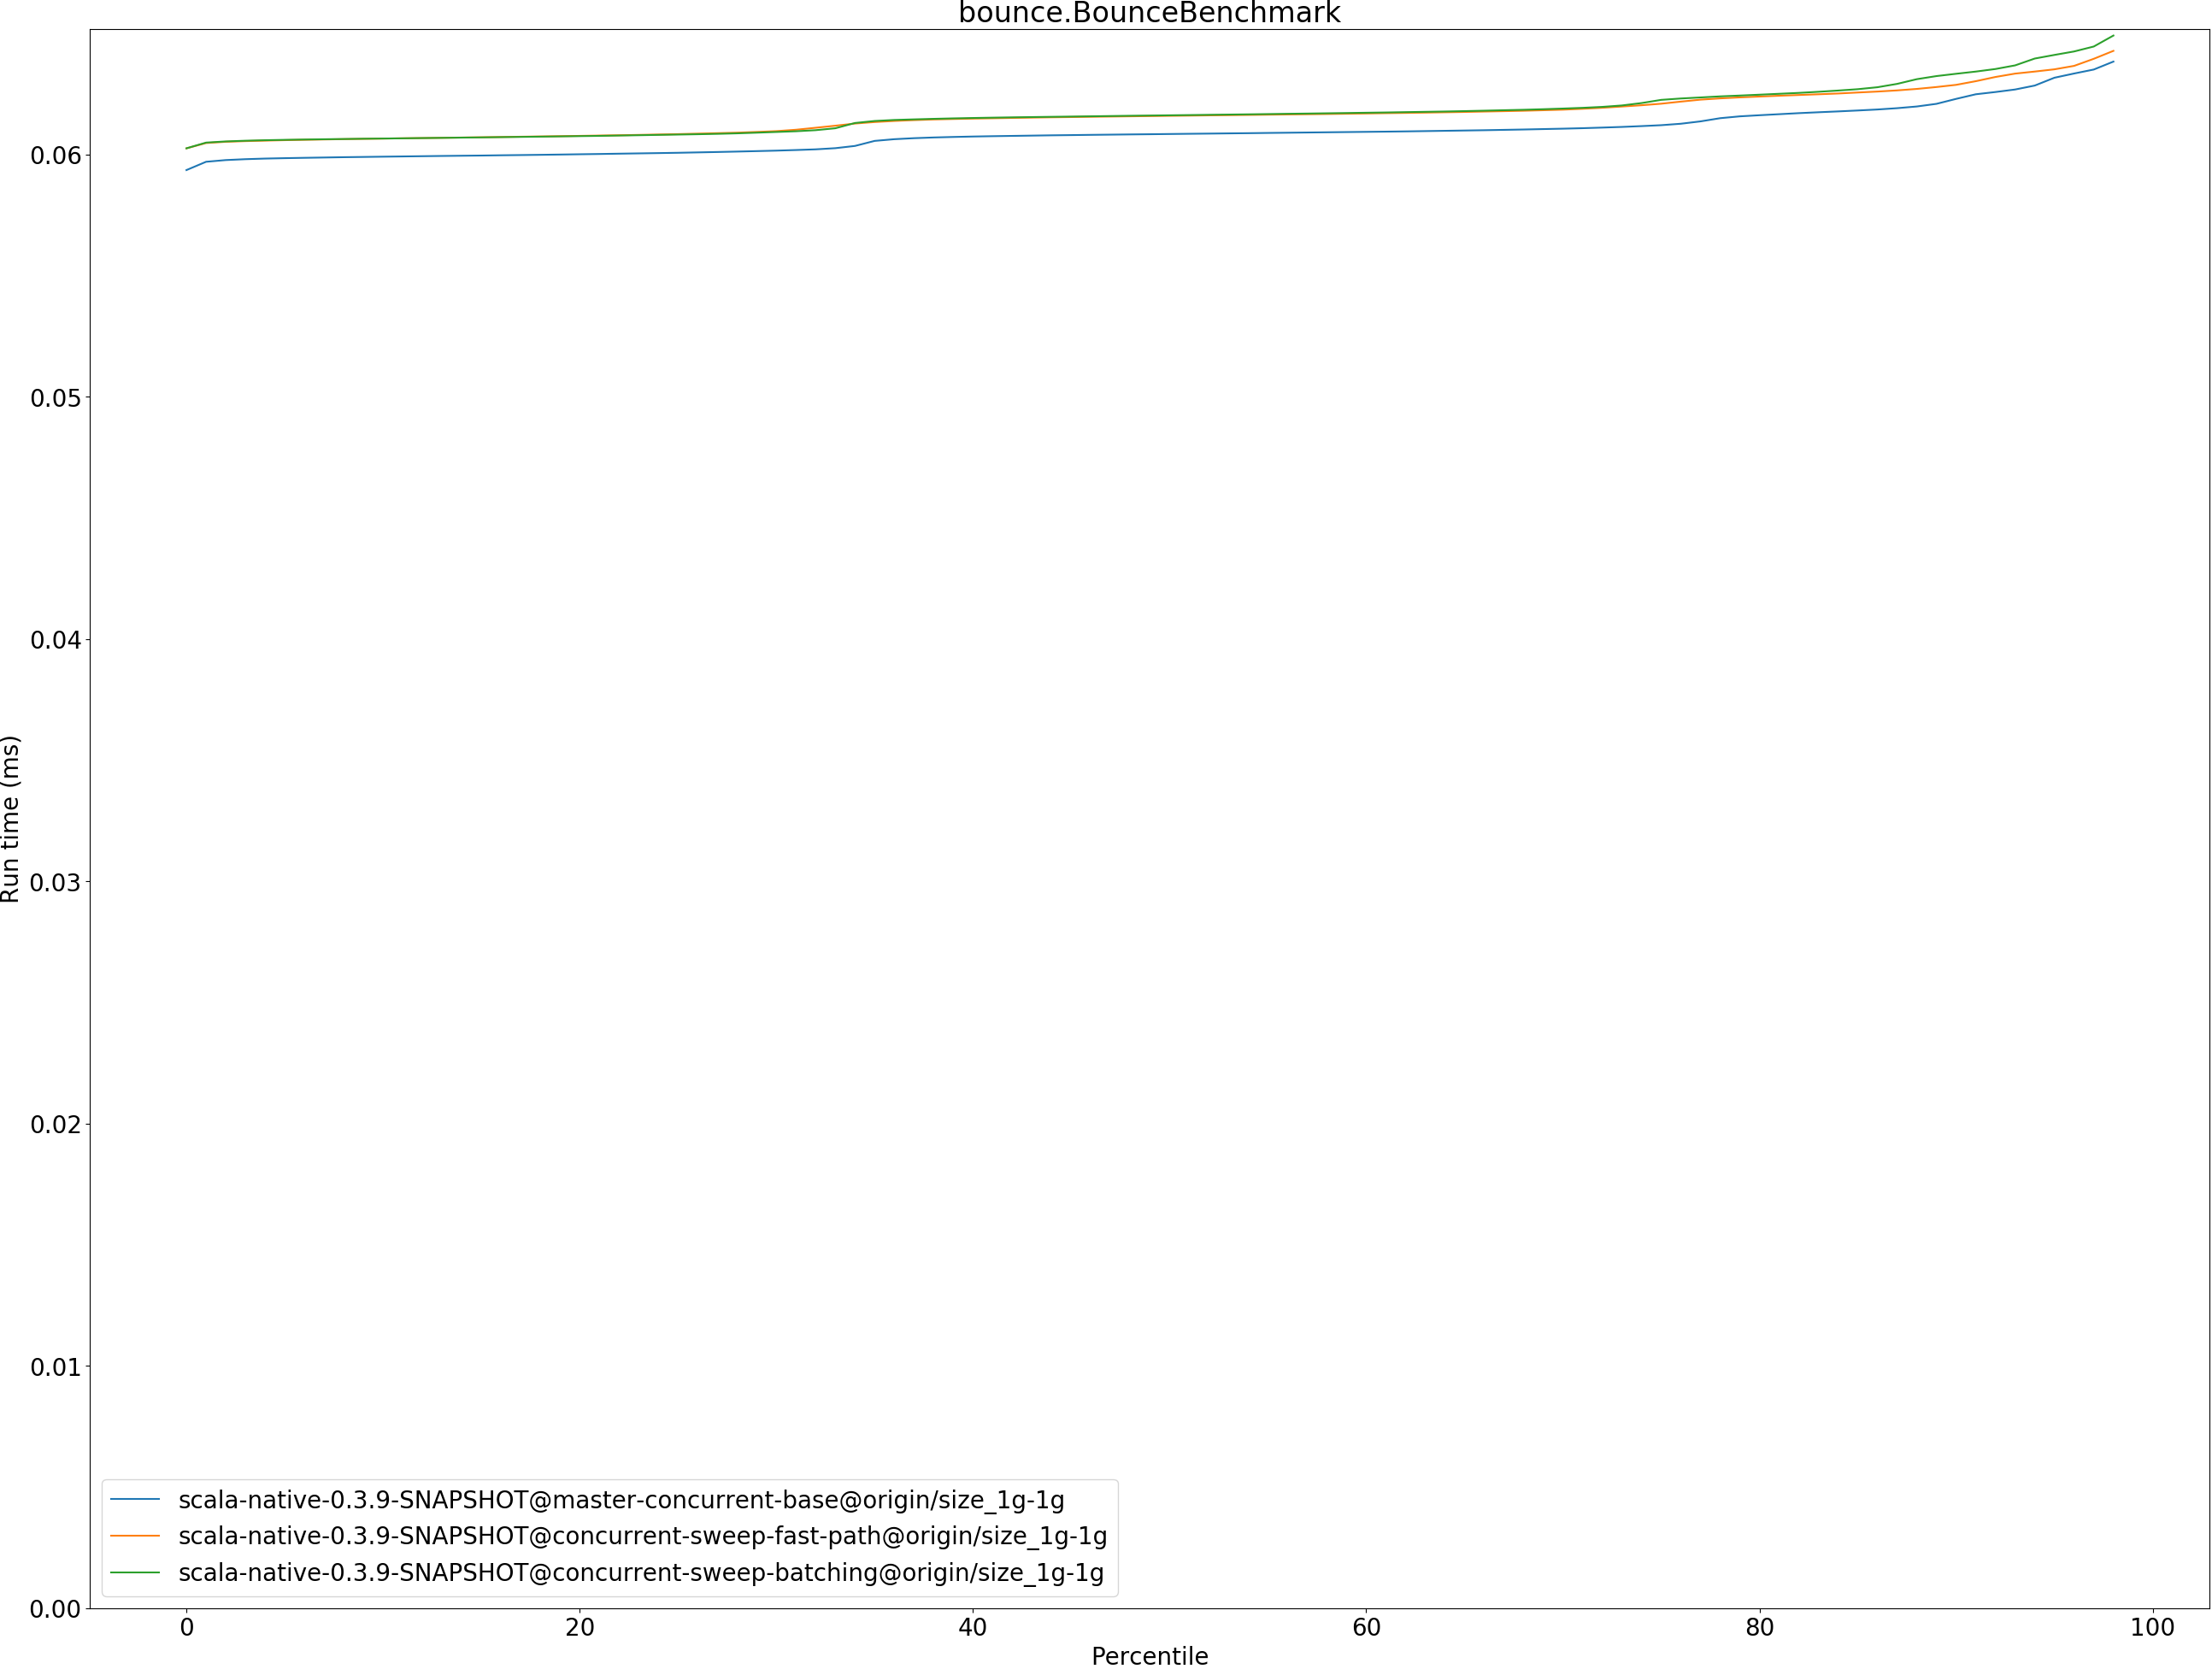 bounce.BounceBenchmark
Run time (ms)
0.06
0.05
0.04
0.03
0.02
0.01
0.00
scala-native-0.3.9-SNAPSHOT@master-concurrent-base@origin/size_1g-1g
scala-native-0.3.9-SNAPSHOT@concurrent-sweep-fast-path@origin/size_1g-1g
scala-native-0.3.9-SNAPSHOT@concurrent-sweep-batching@origin/size_1g-1g
0 20 40 60 80 100
Percentile